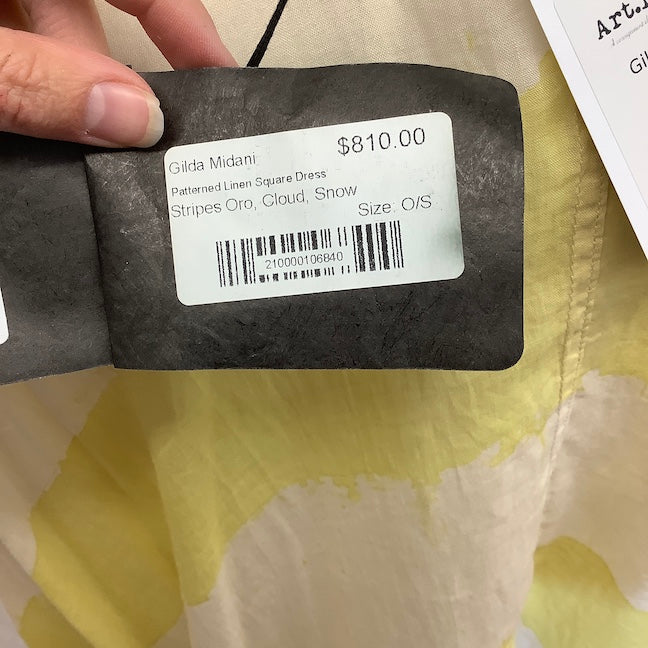 Gilda Midani
$810.00
Patterned Linen Square Dress
Stripes Oro, Cloud, Snow
Size: O/S
210000106840
Art.
Gil